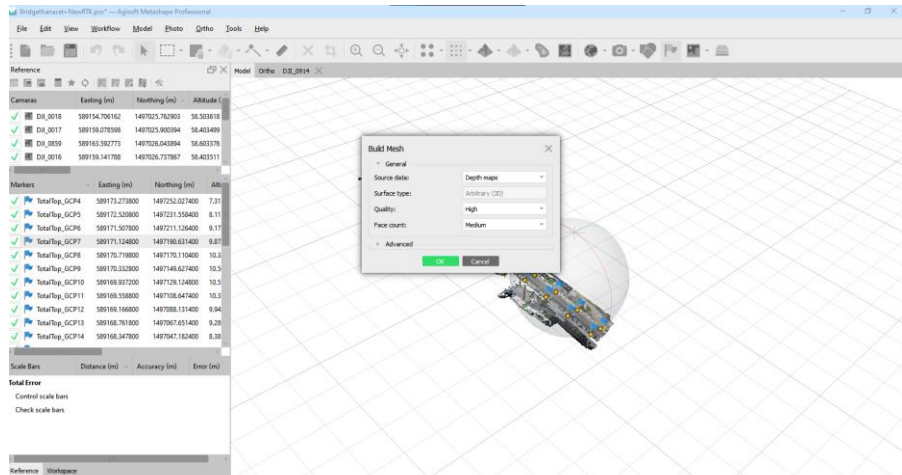 Bridgethanarat+NewRTK.psx* — Agisoft Metashape Professional
File Edit View Workflow Model Photo Ortho Tools Help
Reference
Model Ortho DJI_0914
Cameras Easting (m) Northing (m) Altitude (
DJI_0018 589154.706162 1497025.762903 58.503618
DJI_0017 589159.078598 1497025.900394 58.403499
DJI_0859 589163.592773 1497026.043894 58.603376
DJI_0016 589159.141788 1497026.737867 58.403511
Markers Easting (m) Northing (m) Alti
TotalTop_GCP4 589173.273800 1497252.027400 7.31
TotalTop_GCP5 589172.520800 1497231.558400 8.11
TotalTop_GCP6 589171.507800 1497211.126400 9.17
TotalTop_GCP7 589171.124800 1497190.631400 9.87
TotalTop_GCP8 589170.719800 1497170.110400 10.3
TotalTop_GCP9 589170.332800 1497149.627400 10.5
TotalTop_GCP10 589169.937200 1497129.124800 10.5
TotalTop_GCP11 589169.558800 1497108.647400 10.3
TotalTop_GCP12 589169.166800 1497088.131400 9.94
TotalTop_GCP13 589168.761800 1497067.651400 9.28
TotalTop_GCP14 589168.347800 1497047.182400 8.38
Scale Bars Distance (m) Accuracy (m) Error (m)
Total Error
Control scale bars
Check scale bars
Reference Workspace
Build Mesh
General
Source data: Depth maps
Surface type: Arbitrary (3D)
Quality: High
Face count: Medium
Advanced
OK Cancel